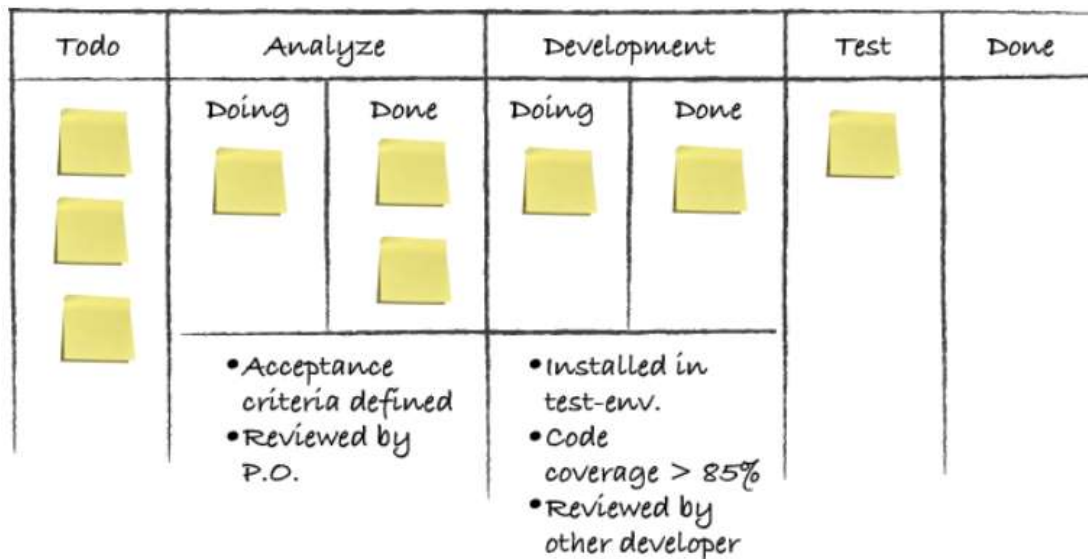 Todo
Analyze
Development
Test
Done
Doing
Done
Doing
Done
•Acceptance
criteria defined
•Reviewed by
P.O.
•Installed in
test-env.
•Code
coverage > 85%
•Reviewed by
other developer